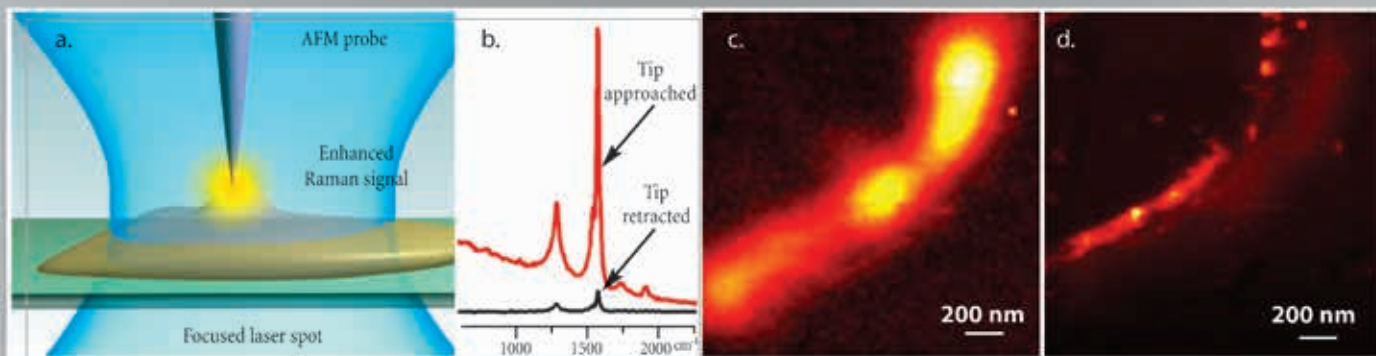 a.
AFM probe
Enhanced
Raman signal
Focused laser spot
b.
Tip
approached
Tip
retracted
1000
1500
2000
cm⁻¹
c.
200 nm
d.
200 nm